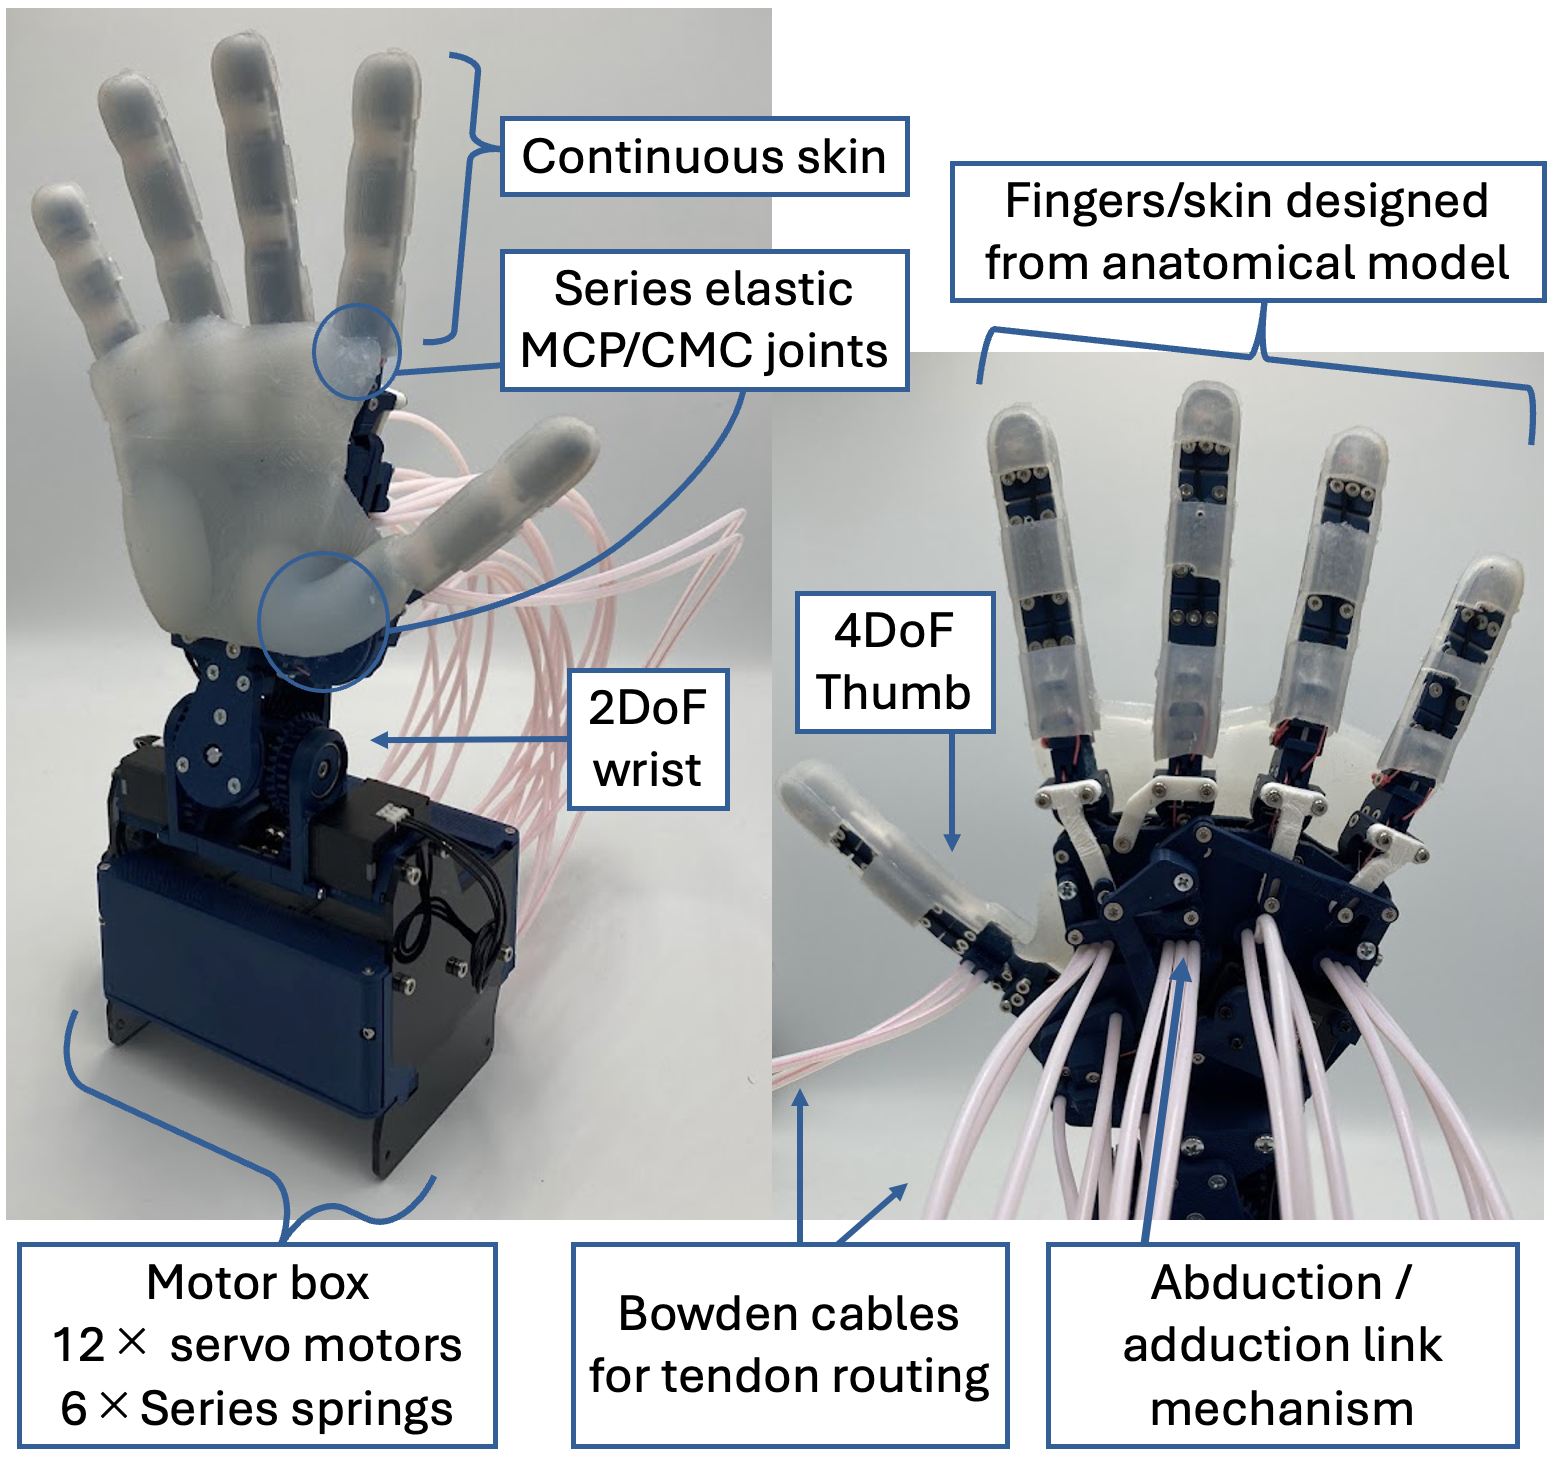 Continuous skin
Series elastic
MCP/CMC joints
Fingers/skin designed
from anatomical model
4DoF
Thumb
2DoF
wrist
Motor box
12× servo motors
6×Series springs
Bowden cables
for tendon routing
Abduction /
adduction link
mechanism